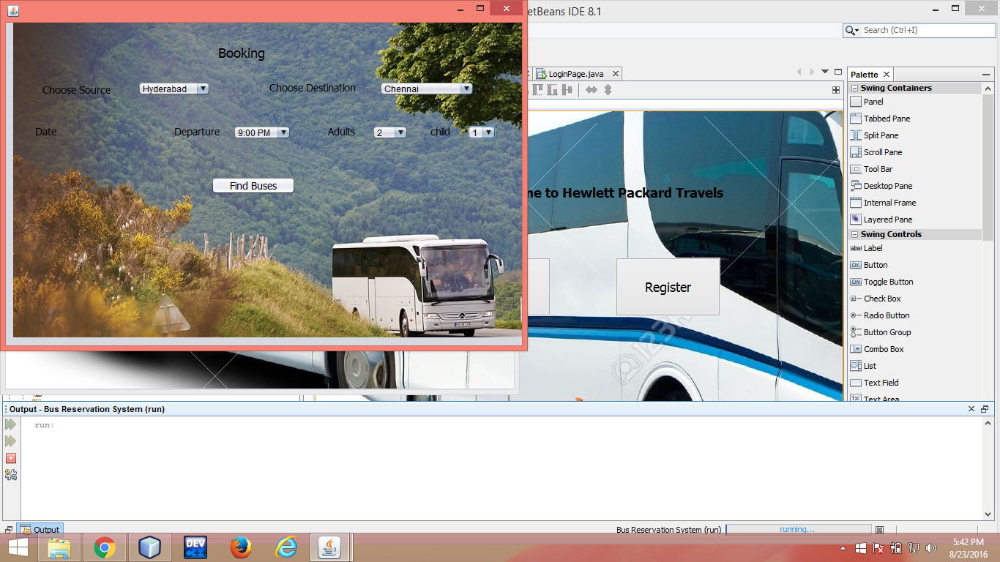 etBeans IDE 8.1
Search (Ctrl+I)
Booking
Choose Source
Hyderabad
Choose Destination
Chennai
Date
Departure
9:00 PM
Adults
2
child
1
Find Buses
LoginPage.java
ne to Hewlett Packard Travels
Register
Palette
Swing Containers
Panel
Tabbed Pane
Split Pane
Scroll Pane
Tool Bar
Desktop Pane
Internal Frame
Layered Pane
Swing Controls
label Label
OK Button
ON Toggle Button
Check Box
Radio Button
Button Group
Combo Box
List
Text Field
Text Area
Output - Bus Reservation System (run)
run:
Output
Bus Reservation System (run)
running...
DEV
C++
5:42 PM
8/23/2016